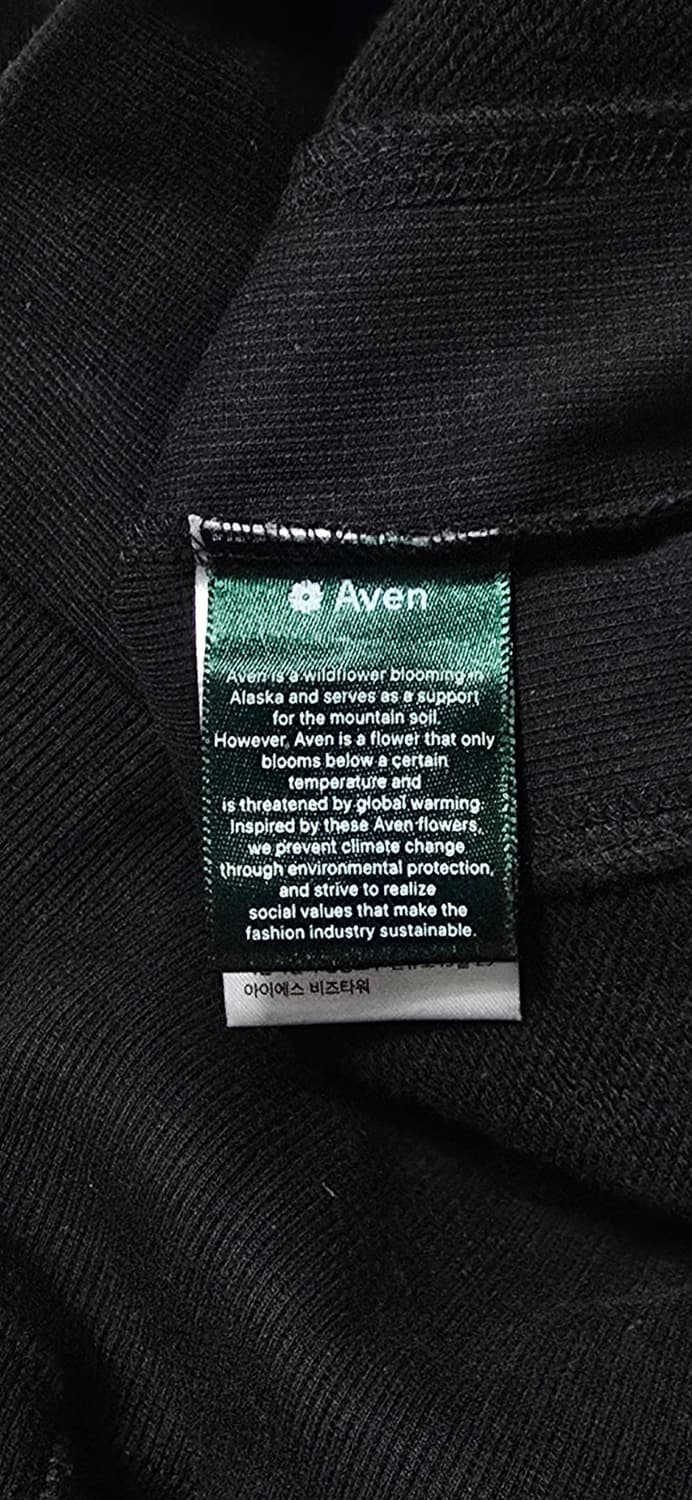 Aven
Aven is a wildflower blooming in
Alaska and serves as a support
for the mountain soil.
However, Aven is a flower that only
blooms below a certain
temperature and
is threatened by global warming.
Inspired by these Aven flowers,
we prevent climate change
through environmental protection,
and strive to realize
social values that make the
fashion industry sustainable.
아이에스 비즈타워